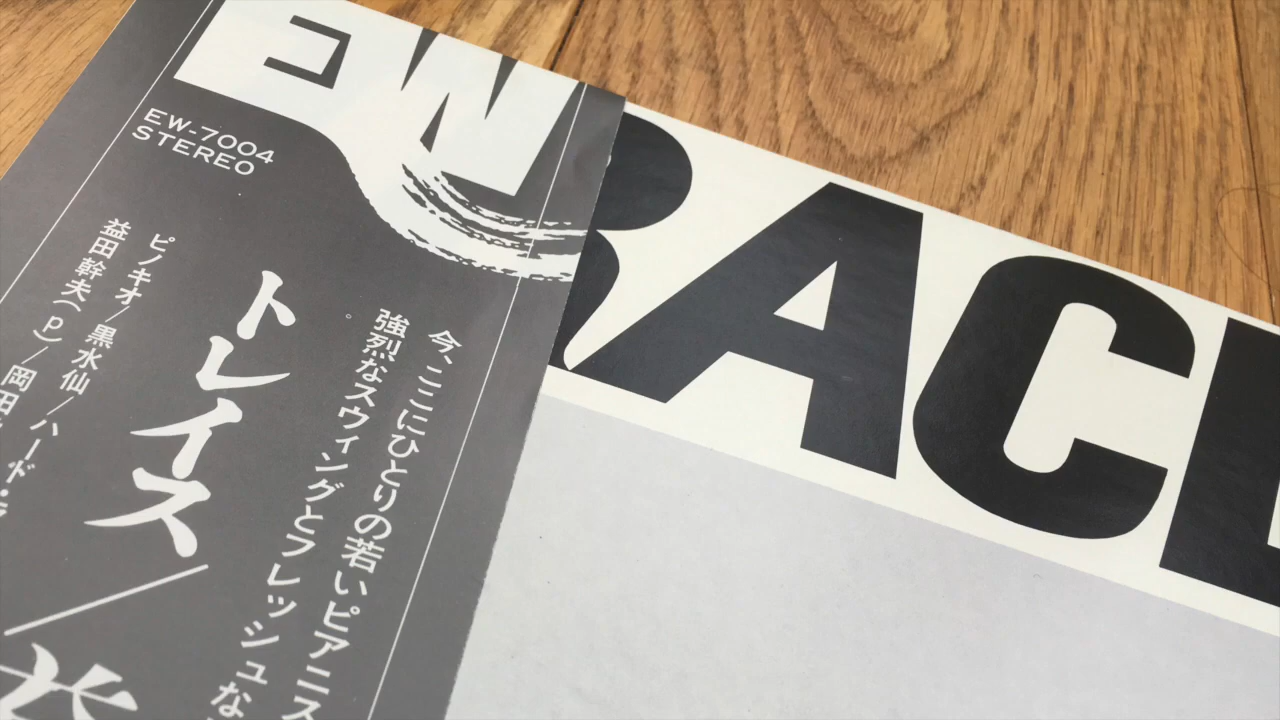 EW
EW-7004
STEREO
RACE
今、ここにひとりの若いピアニス
強烈なスウィングとフレッシュな
。
トレイス/
ピノキオ/黒水仙/ハード・
益田幹夫(p)/岡田